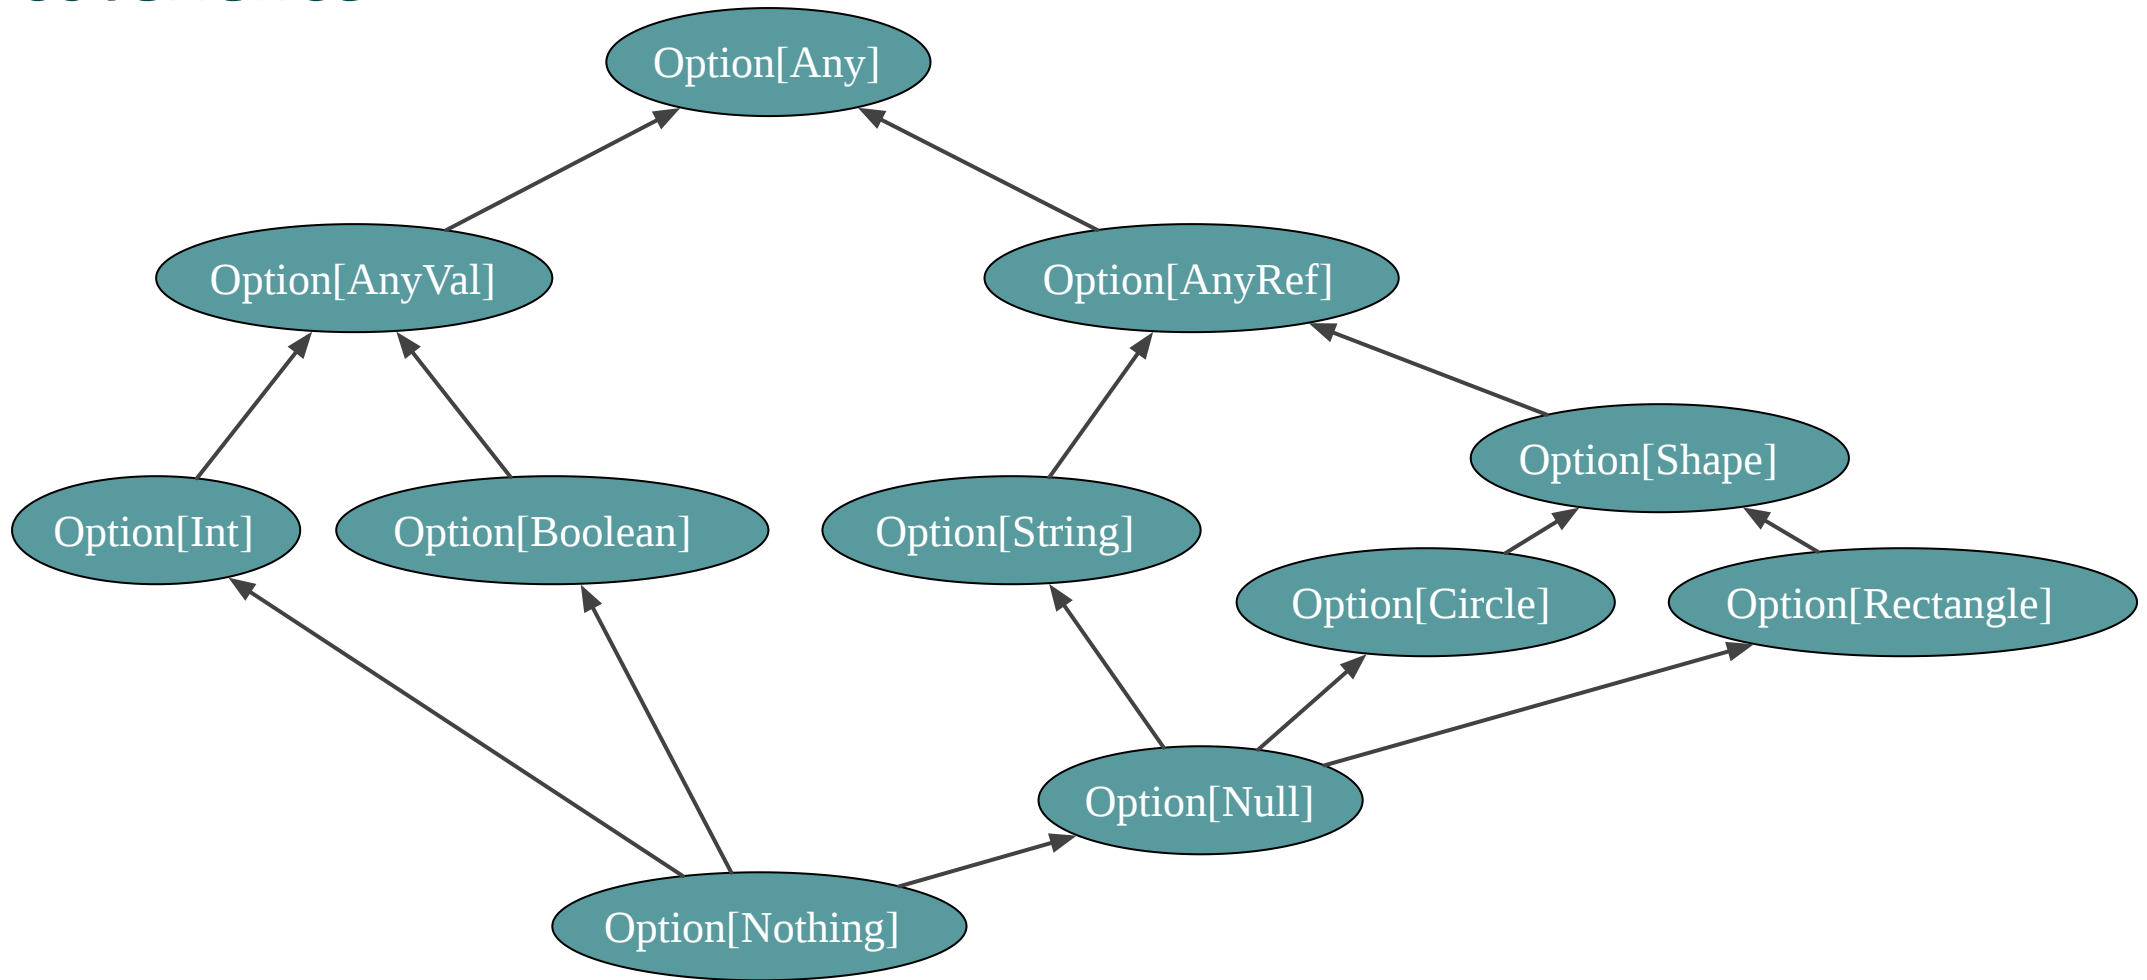 Option[Any]
Option[AnyVal]
Option[AnyRef]
Option[Shape]
Option[Int]
Option[Boolean]
Option[String]
Option[Circle]
Option[Rectangle]
Option[Null]
Option[Nothing]